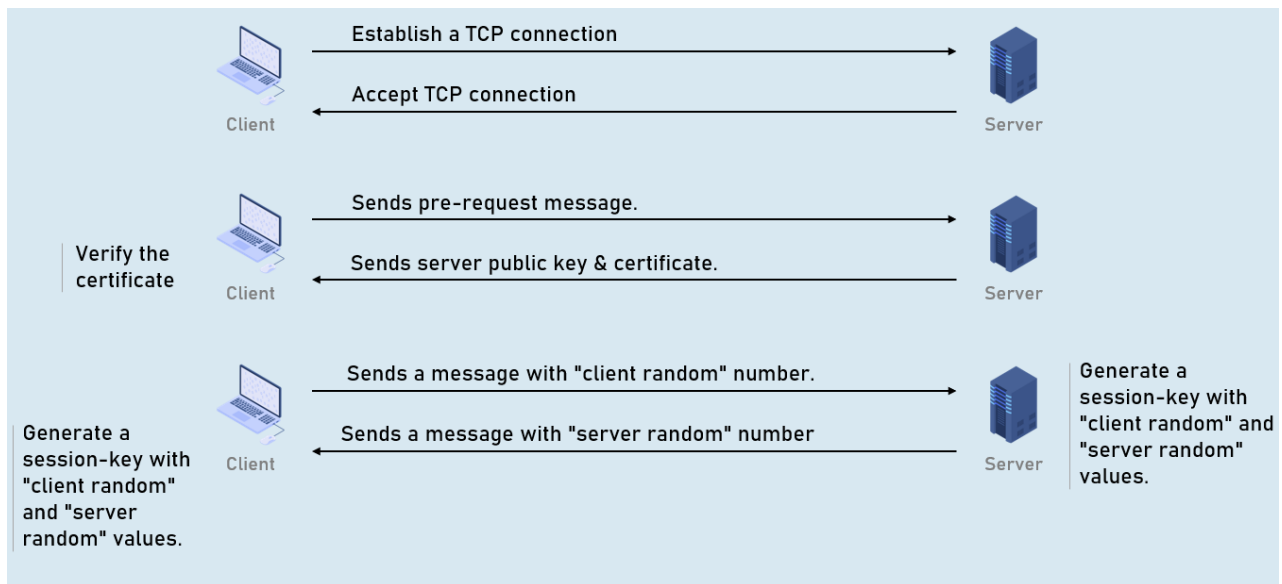 Establish a TCP connection
Accept TCP connection
Client
Server
Sends pre-request message.
Verify the
certificate
Sends server public key & certificate.
Client
Server
Sends a message with "client random" number.
Sends a message with "server random" number
Client
Server
Generate a
session-key with
"client random"
and "server
random" values.
Generate a
session-key with
"client random" and
"server random"
values.